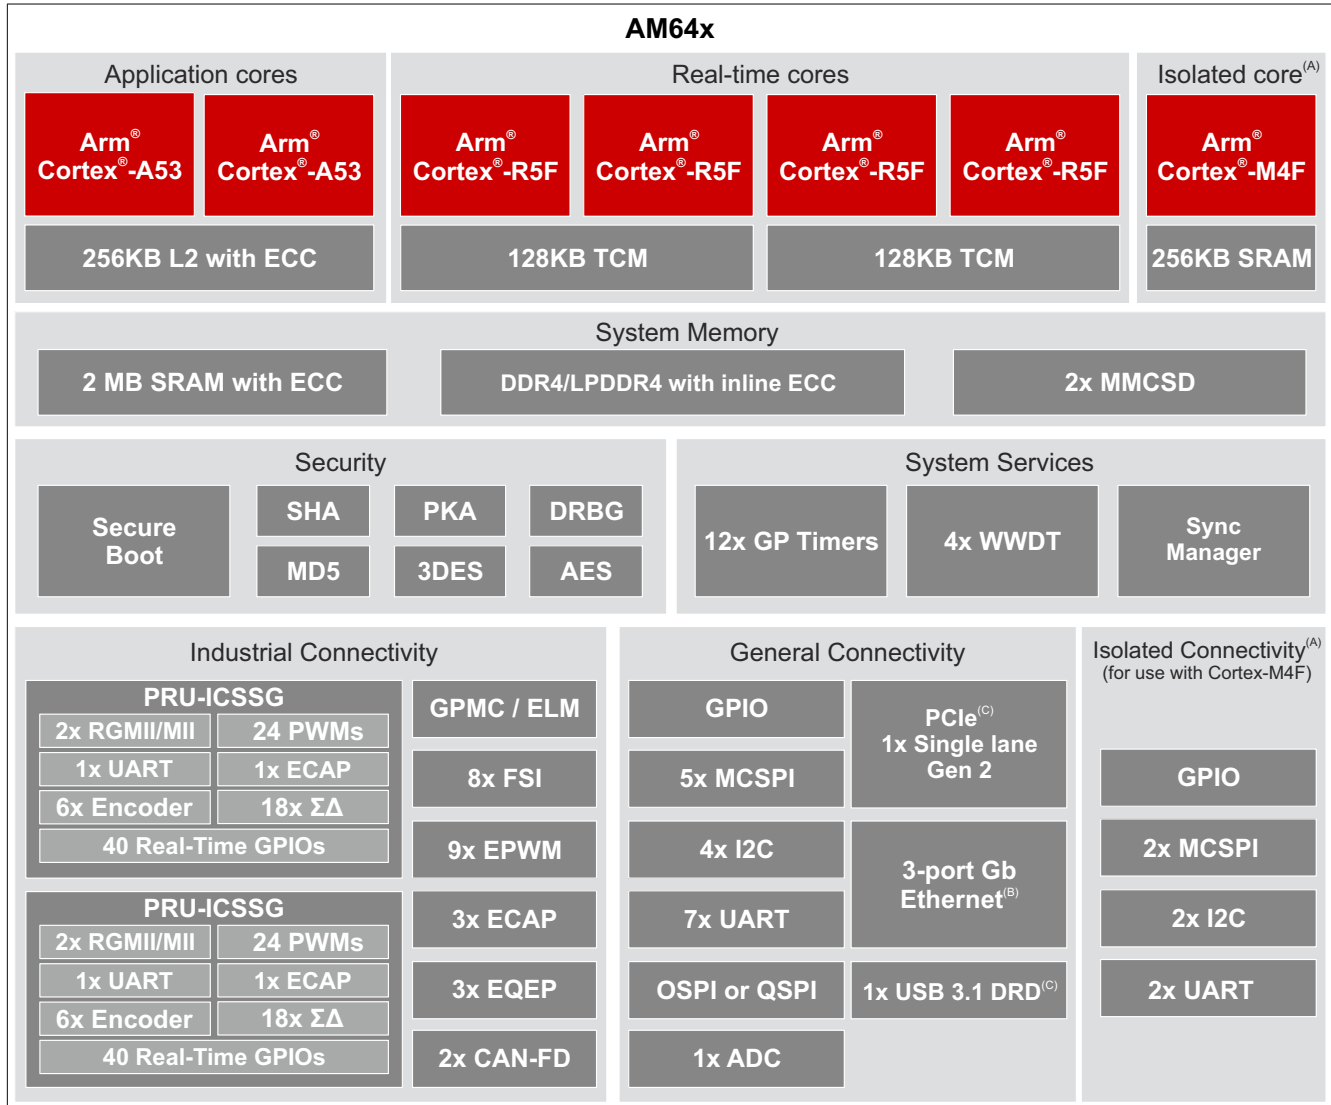 AM64x
Application cores
Arm®
Cortex®-A53
Arm®
Cortex®-A53
256KB L2 with ECC
Real-time cores
Arm®
Cortex®-R5F
Arm®
Cortex®-R5F
Arm®
Cortex®-R5F
Arm®
Cortex®-R5F
128KB TCM
128KB TCM
Isolated core(A)
Arm®
Cortex®-M4F
256KB SRAM
System Memory
2 MB SRAM with ECC
DDR4/LPDDR4 with inline ECC
2x MMCSD
Security
Secure
Boot
SHA
PKA
DRBG
MD5
3DES
AES
System Services
12x GP Timers
4x WWDT
Sync
Manager
Industrial Connectivity
PRU-ICSSG
2x RGMII/MII
24 PWMs
1x UART
1x ECAP
6x Encoder
18x ΣΔ
40 Real-Time GPIOs
PRU-ICSSG
2x RGMII/MII
24 PWMs
1x UART
1x ECAP
6x Encoder
18x ΣΔ
40 Real-Time GPIOs
GPMC / ELM
8x FSI
9x EPWM
3x ECAP
3x EQEP
2x CAN-FD
General Connectivity
GPIO
5x MCSPI
4x I2C
7x UART
OSPI or QSPI
1x ADC
PCIe(C)
1x Single lane
Gen 2
3-port Gb
Ethernet(B)
1x USB 3.1 DRD(C)
Isolated Connectivity(A)
(for use with Cortex-M4F)
GPIO
2x MCSPI
2x I2C
2x UART